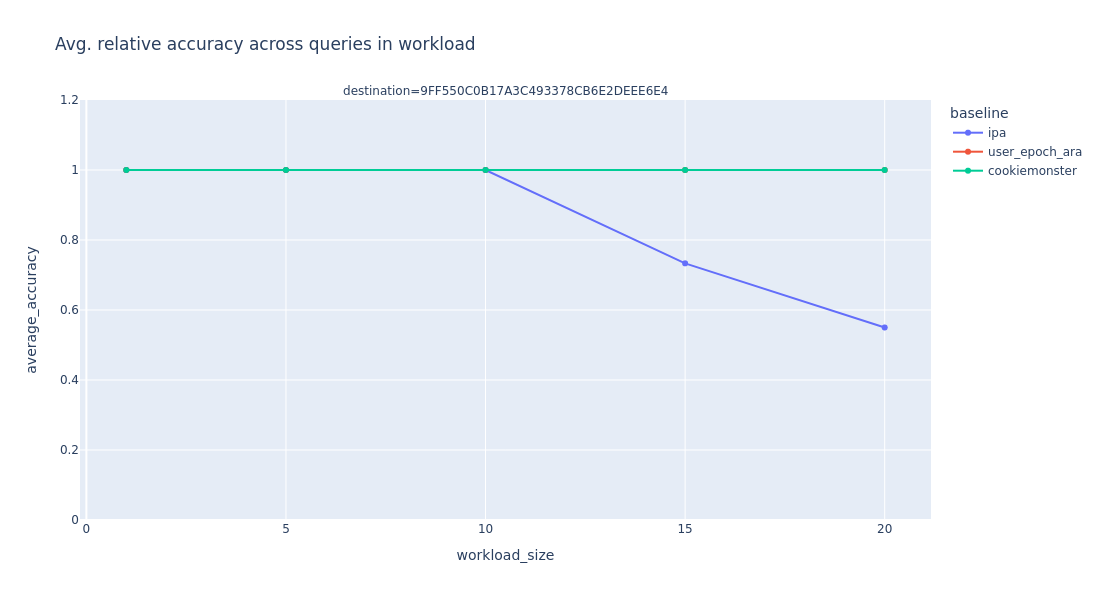 Avg. relative accuracy across queries in workload
destination=9FF550C0B17A3C493378CB6E2DEEE6E4
baseline
ipa
user_epoch_ara
cookiemonster
average_accuracy
1.2
1
0.8
0.6
0.4
0.2
0
0 5 10 15 20
workload_size